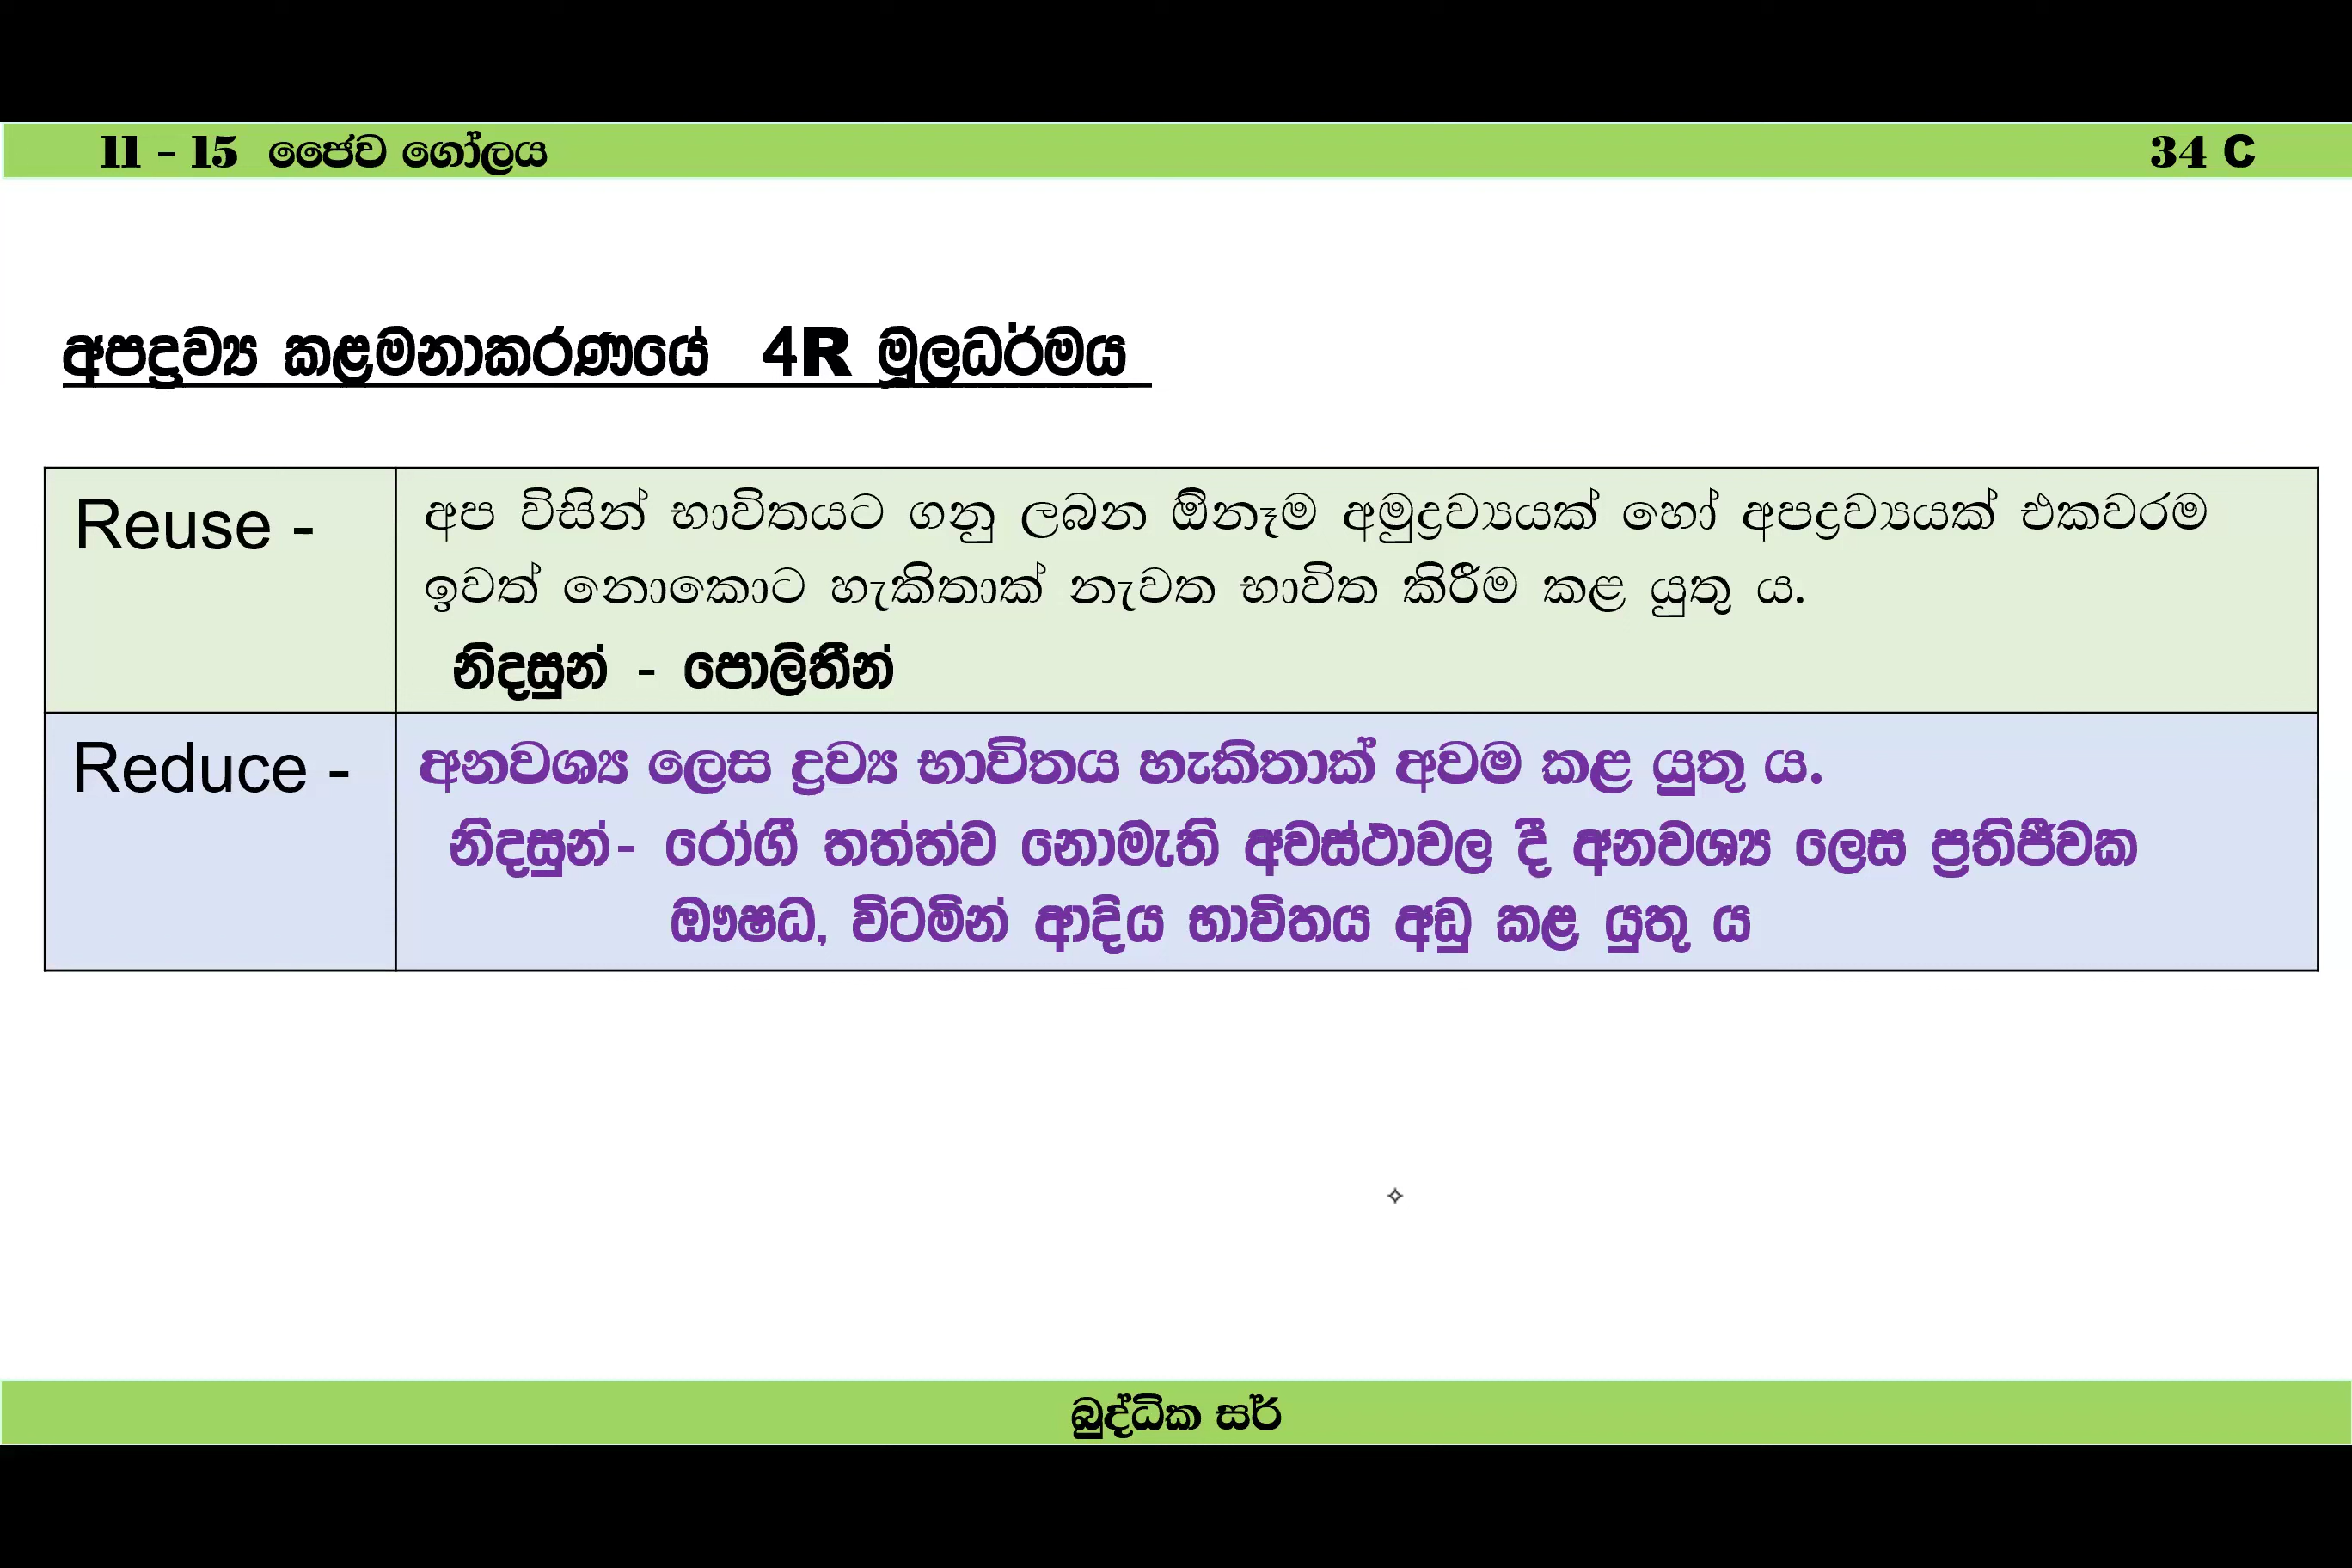 11 - 15 ජෛව ගෝලය
34 C
අපද්‍රව්‍ය කළමනාකරණයේ 4R මූලධර්මය
Reuse -
අප විසින් භාවිතයට ගනු ලබන ඕනෑම අමුද්‍රව්‍යයක් හෝ අපද්‍රව්‍යයක් එකවරම
ඉවත් නොකොට හැකිතාක් නැවත භාවිත කිරීම කළ යුතු ය.
නිදසුන් - පොලිතීන්
Reduce -
අනවශ්‍ය ලෙස ද්‍රව්‍ය භාවිතය හැකිතාක් අවම කළ යුතු ය.
නිදසුන්- රෝගී තත්ත්ව නොමැති අවස්ථාවල දී අනවශ්‍ය ලෙස ප්‍රතිජීවක
ඖෂධ, විටමින් ආදිය භාවිතය අඩු කළ යුතු ය
බුද්ධික සර්